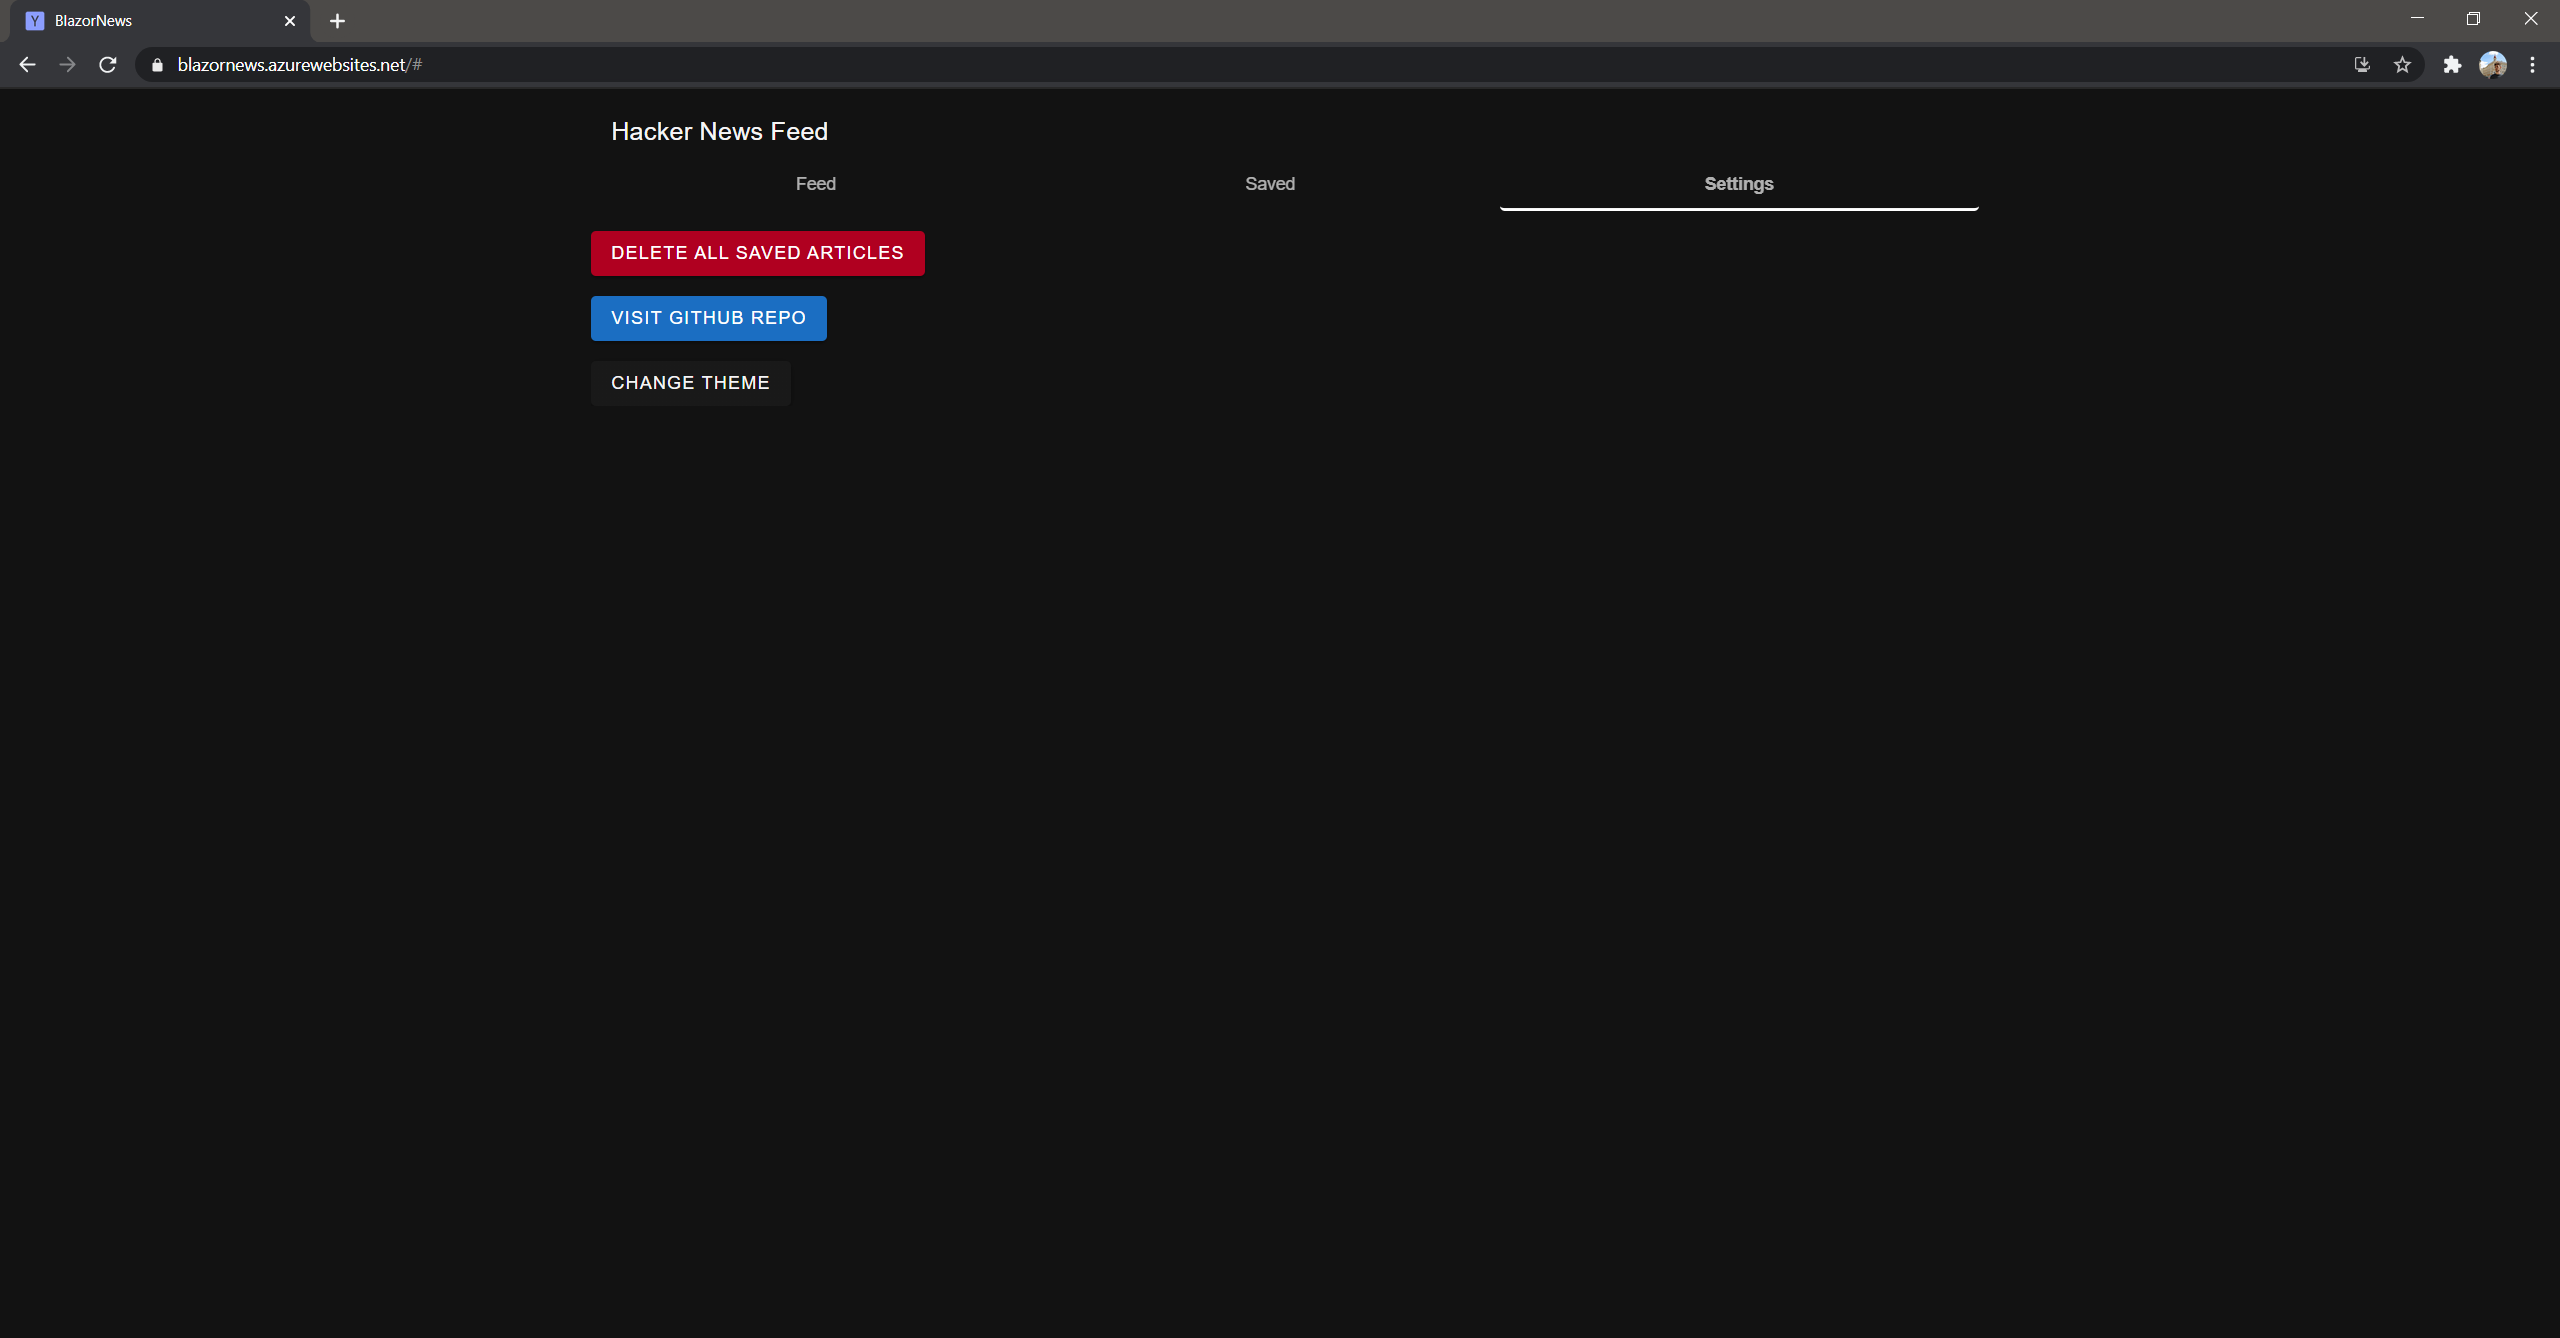 Y BlazorNews
blazornews.azurewebsites.net/#
Hacker News Feed
Feed Saved Settings
DELETE ALL SAVED ARTICLES
VISIT GITHUB REPO
CHANGE THEME